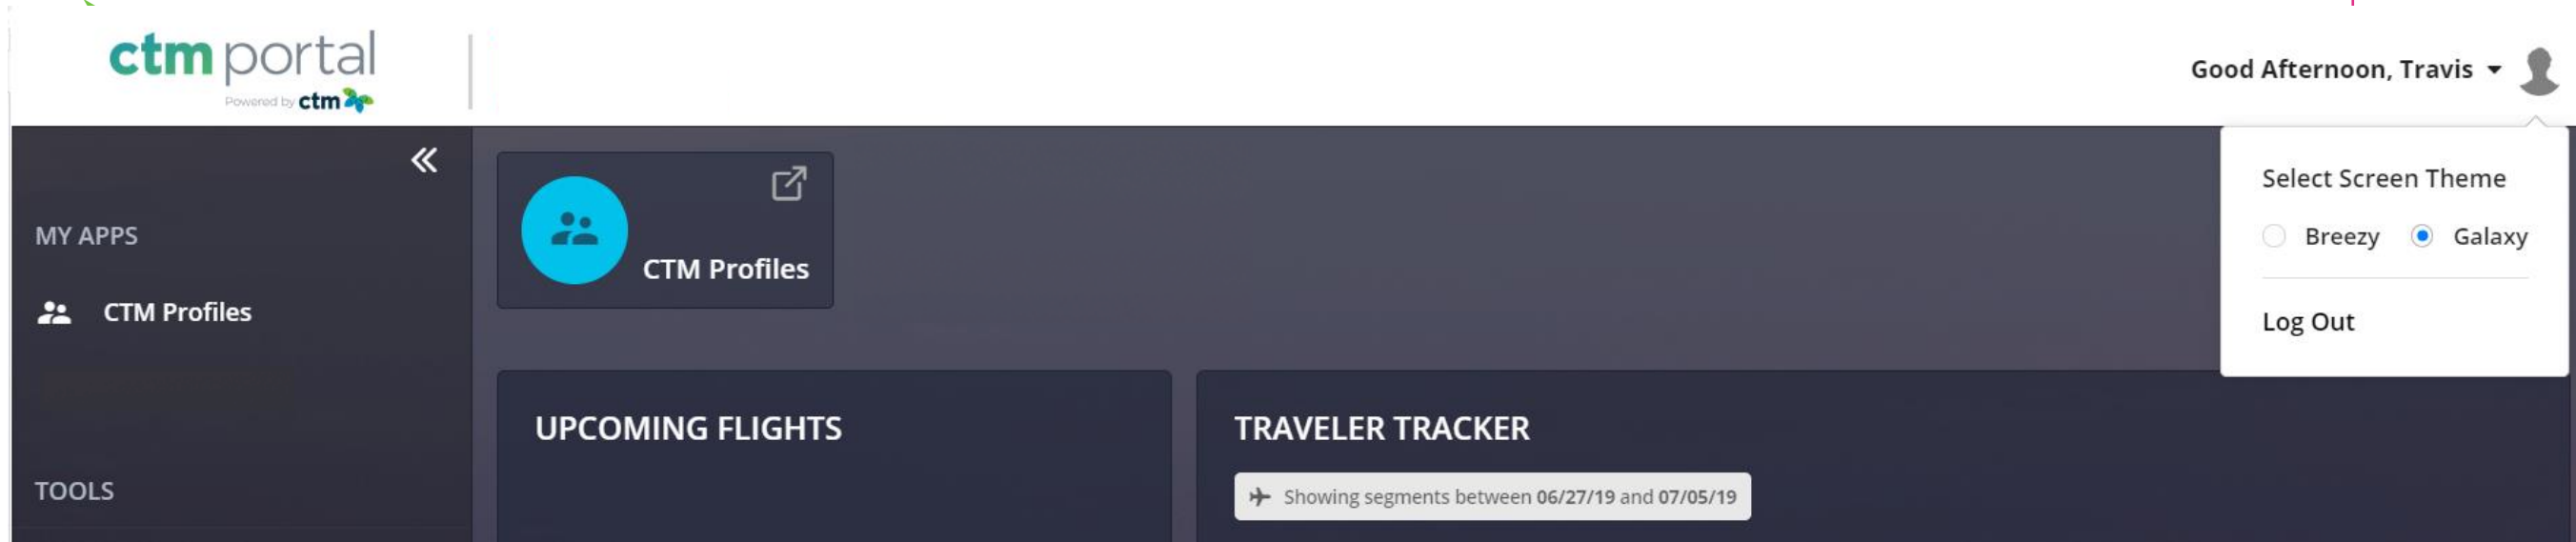 ctm portal
Powered by ctm
Good Afternoon, Travis
Select Screen Theme
Breezy Galaxy
Log Out
MY APPS
CTM Profiles
TOOLS
CTM Profiles
UPCOMING FLIGHTS
TRAVELER TRACKER
Showing segments between 06/27/19 and 07/05/19